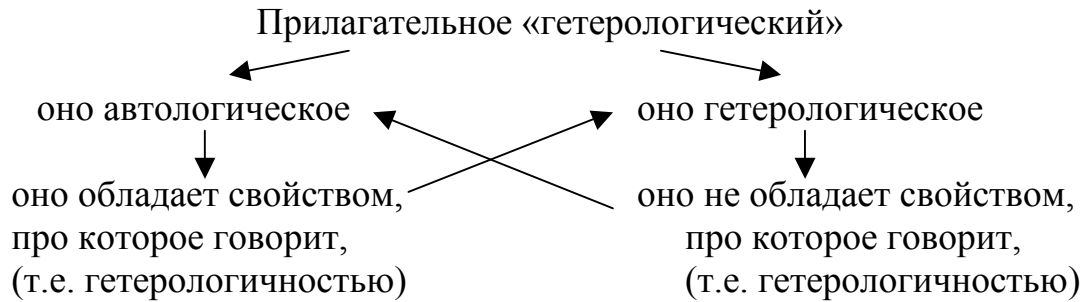 Прилагательное «гетерологический»
оно автологическое
оно гетерологическое
оно обладает свойством,
про которое говорит,
(т.е. гетерологичностью)
оно не обладает свойством,
про которое говорит,
(т.е. гетерологичностью)